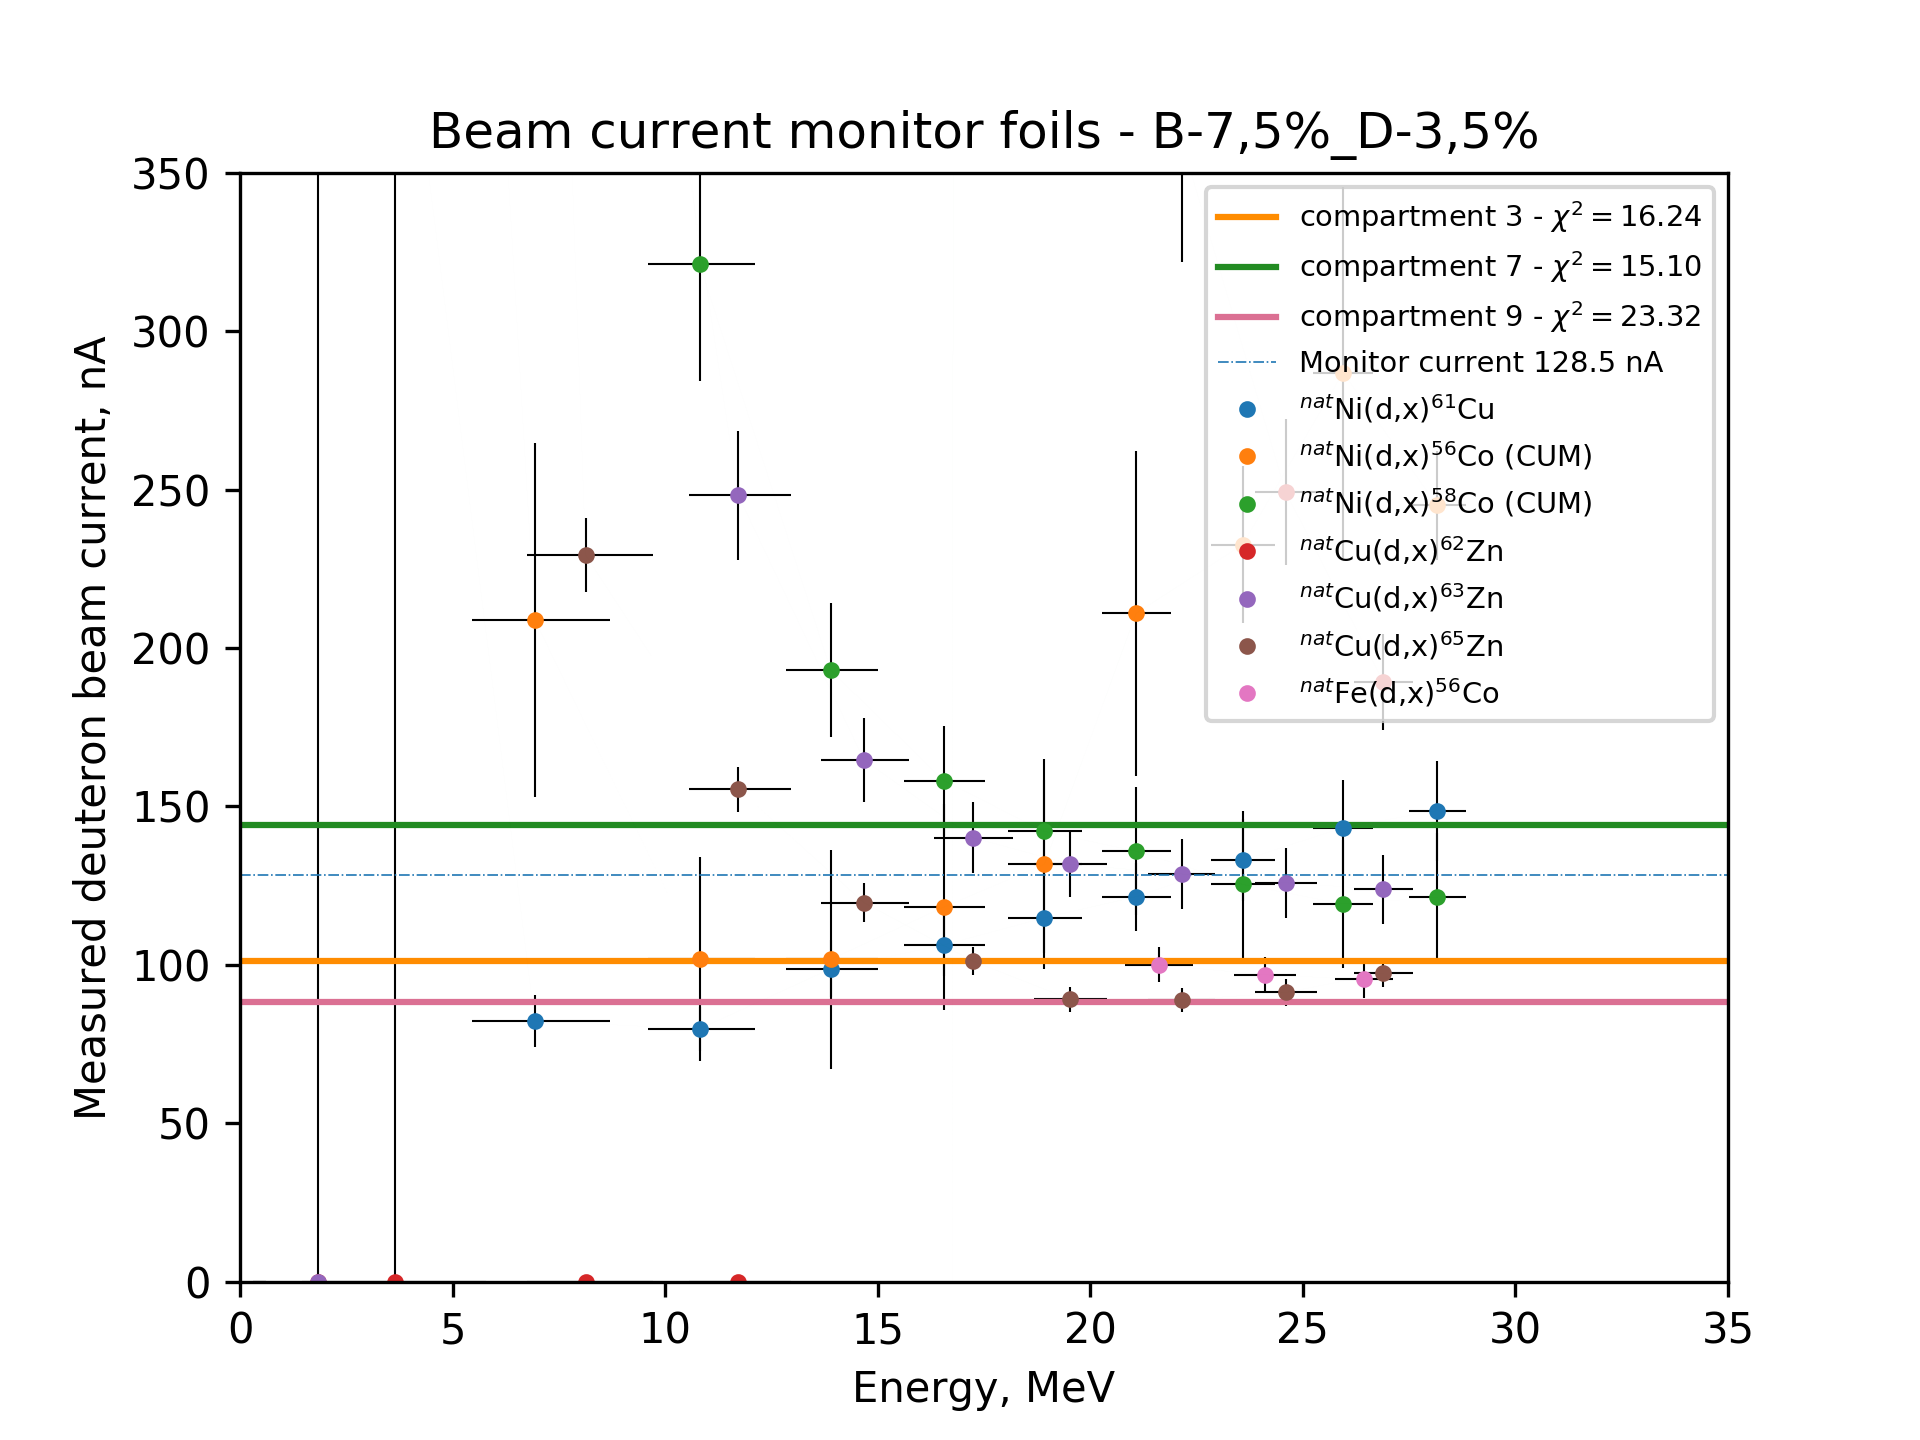 Beam current monitor foils - B-7,5%_D-3,5%
350
300
250
200
150
100
50
0
Measured deuteron beam current, nA
compartment 3 - χ² = 16.24
compartment 7 - χ² = 15.10
compartment 9 - χ² = 23.32
Monitor current 128.5 nA
ⁿᵃᵗNi(d,x)⁶¹Cu
ⁿᵃᵗNi(d,x)⁵⁶Co (CUM)
ⁿᵃᵗNi(d,x)⁵⁸Co (CUM)
ⁿᵃᵗCu(d,x)⁶²Zn
ⁿᵃᵗCu(d,x)⁶³Zn
ⁿᵃᵗCu(d,x)⁶⁵Zn
ⁿᵃᵗFe(d,x)⁵⁶Co
0 5 10 15 20 25 30 35
Energy, MeV